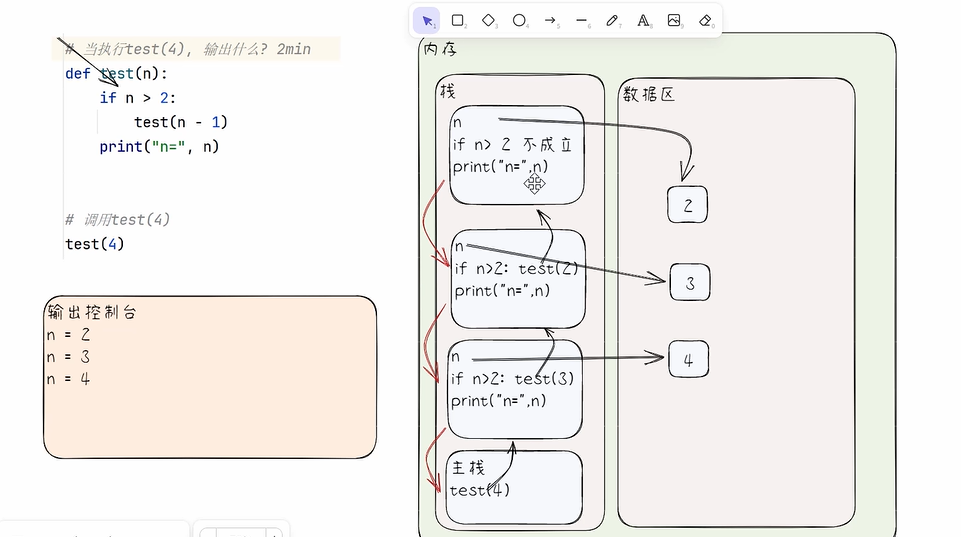 # 当执行test(4), 输出什么? 2min
def test(n):
if n > 2:
test(n - 1)
print("n=", n)
# 调用test(4)
test(4)
输出控制台
n = 2
n = 3
n = 4
内存
栈
n
if n> 2 不成立
print("n=",n)
n
if n>2: test(2)
print("n=",n)
n
if n>2: test(3)
print("n=",n)
主栈
test(4)
数据区
2
3
4